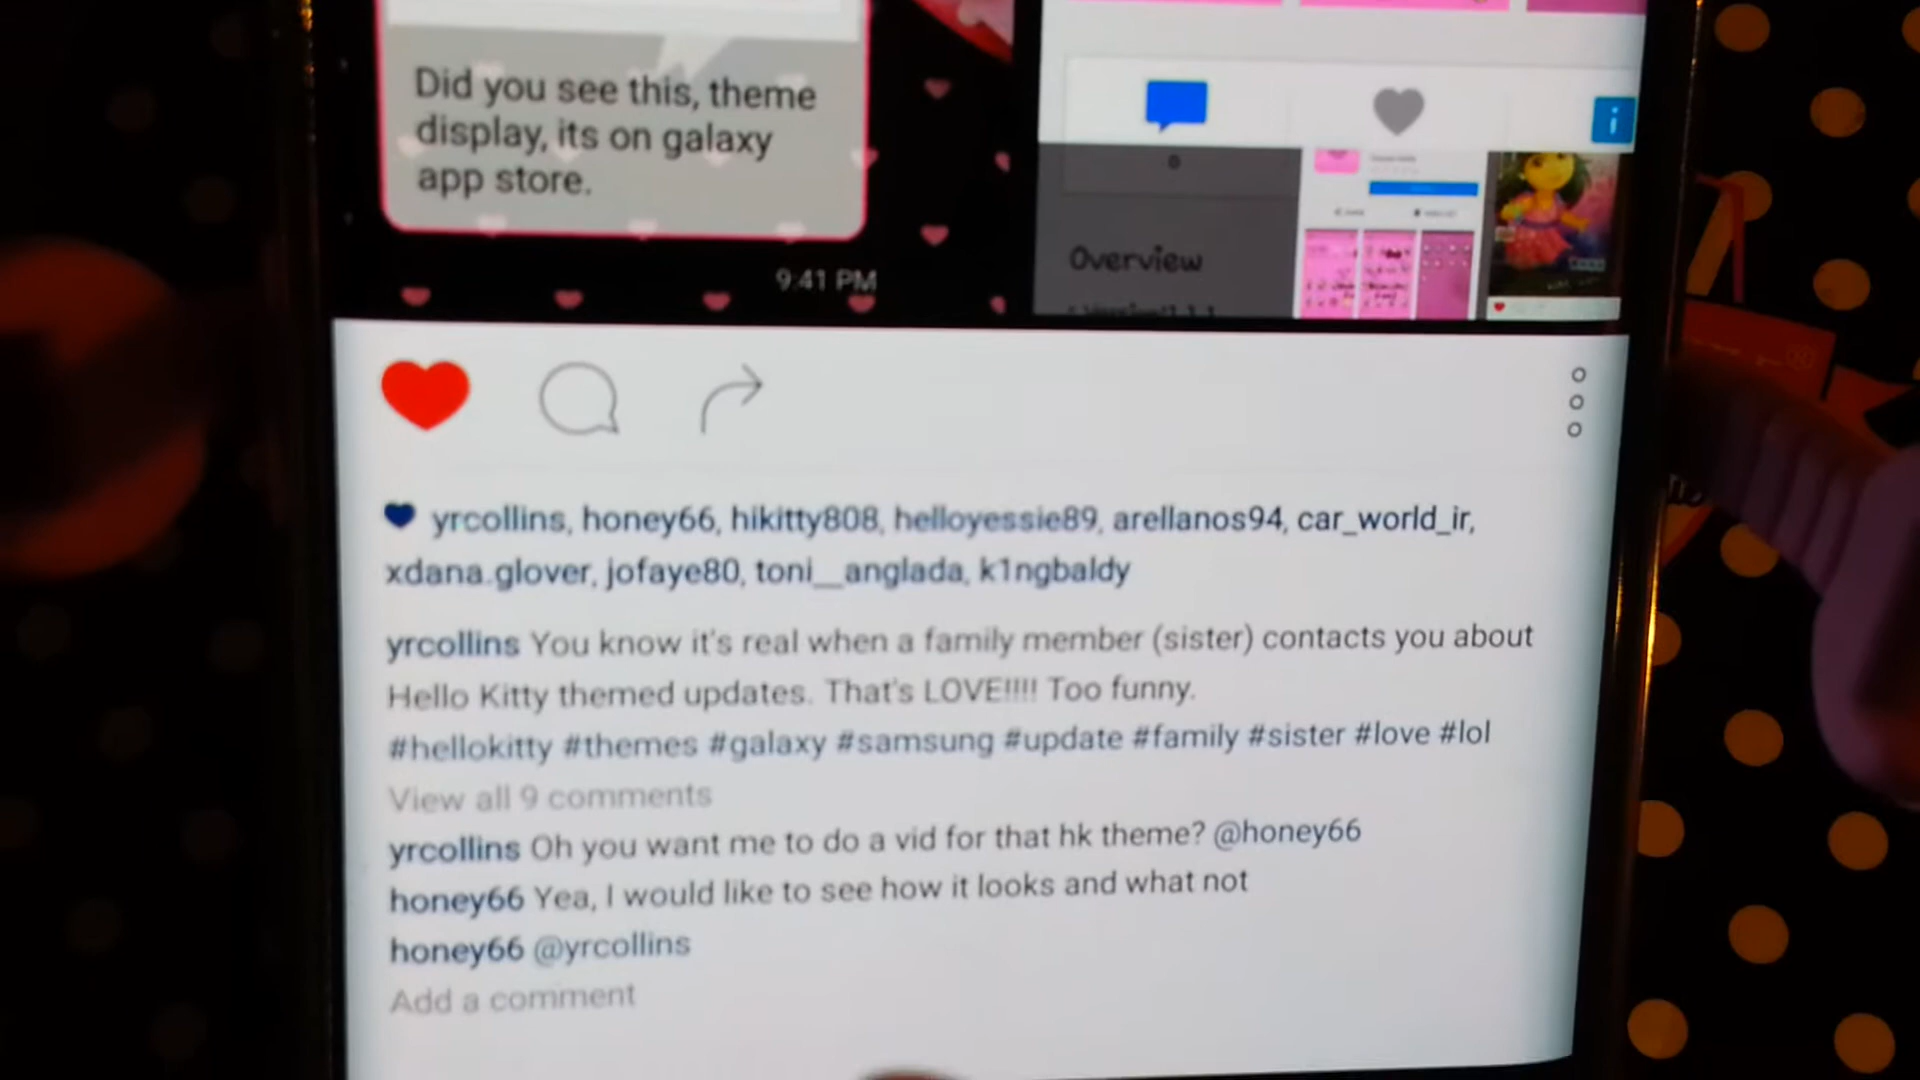 Did you see this, theme
display, its on galaxy
app store.
9:41 PM
Overview
yrcollins, honey66, hikitty808, helloyessie89, arellanos94, car_world_ir,
xdana.glover, jofaye80, toni__anglada, k1ngbaldy
yrcollins You know it's real when a family member (sister) contacts you about
Hello Kitty themed updates. That's LOVE!!!! Too funny.
#hellokitty #themes #galaxy #samsung #update #family #sister #love #lol
View all 9 comments
yrcollins Oh you want me to do a vid for that hk theme? @honey66
honey66 Yea, I would like to see how it looks and what not
honey66 @yrcollins
Add a comment